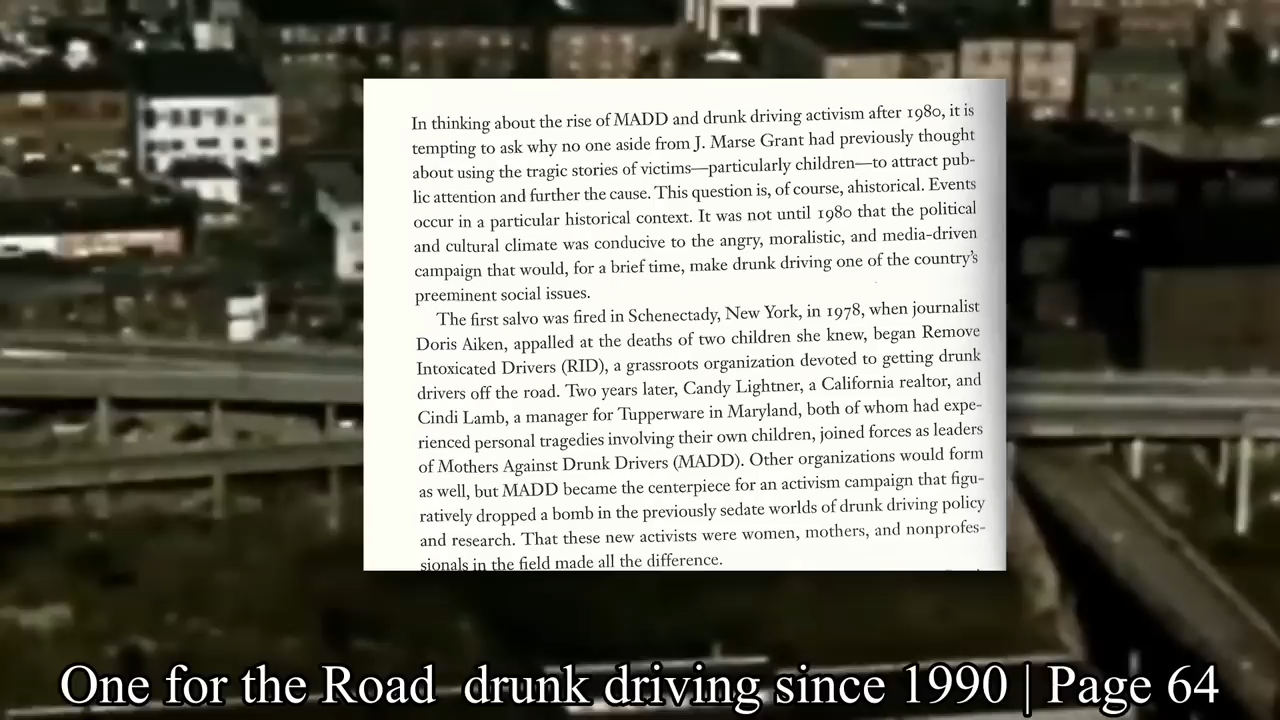 In thinking about the rise of MADD and drunk driving activism after 1980, it is
tempting to ask why no one aside from J. Marse Grant had previously thought
about using the tragic stories of victims—particularly children—to attract pub-
lic attention and further the cause. This question is, of course, ahistorical. Events
occur in a particular historical context. It was not until 1980 that the political
and cultural climate was conducive to the angry, moralistic, and media-driven
campaign that would, for a brief time, make drunk driving one of the country's
preeminent social issues.
The first salvo was fired in Schenectady, New York, in 1978, when journalist
Doris Aiken, appalled at the deaths of two children she knew, began Remove
Intoxicated Drivers (RID), a grassroots organization devoted to getting drunk
drivers off the road. Two years later, Candy Lightner, a California realtor, and
Cindi Lamb, a manager for Tupperware in Maryland, both of whom had expe-
rienced personal tragedies involving their own children, joined forces as leaders
of Mothers Against Drunk Drivers (MADD). Other organizations would form
as well, but MADD became the centerpiece for an activism campaign that figu-
ratively dropped a bomb in the previously sedate worlds of drunk driving policy
and research. That these new activists were women, mothers, and nonprofes-
sionals in the field made all the difference.
One for the Road drunk driving since 1990 | Page 64